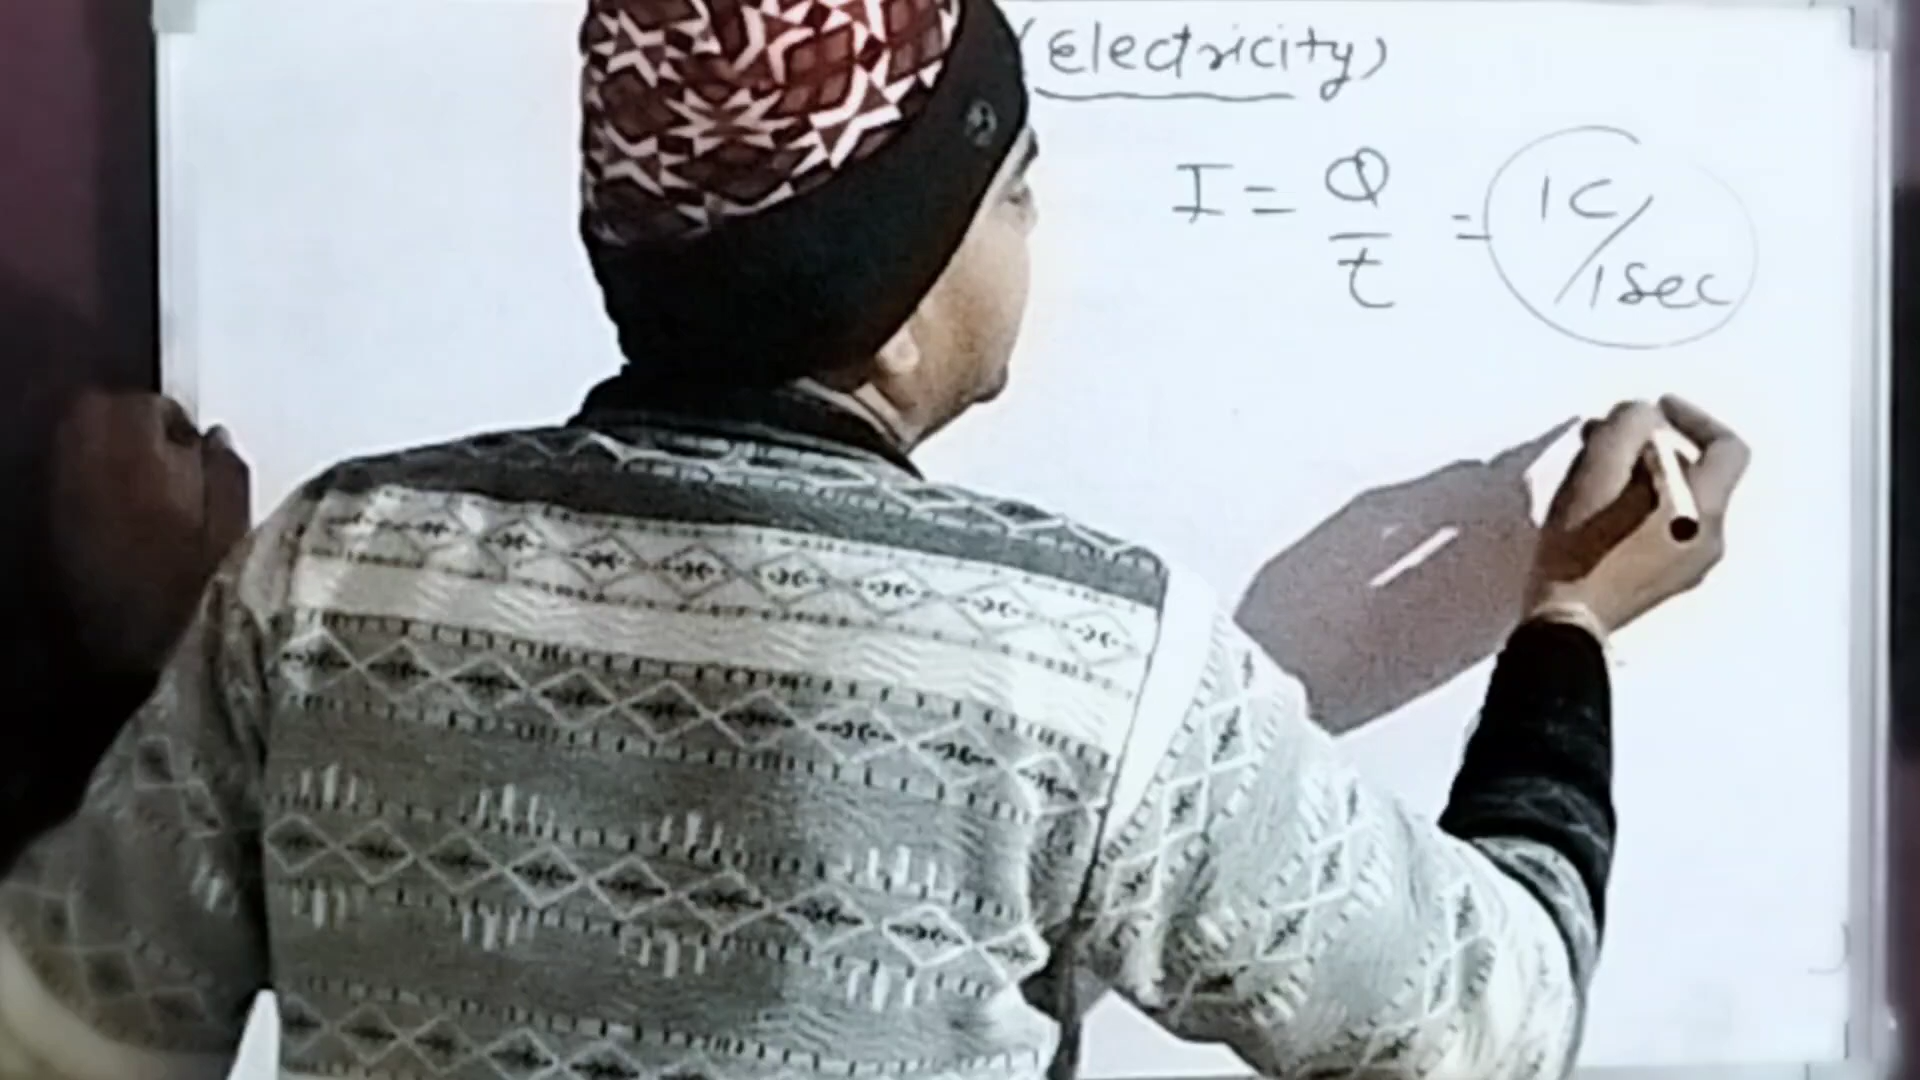 (Electricity)
I = Q/t = 1C/1sec